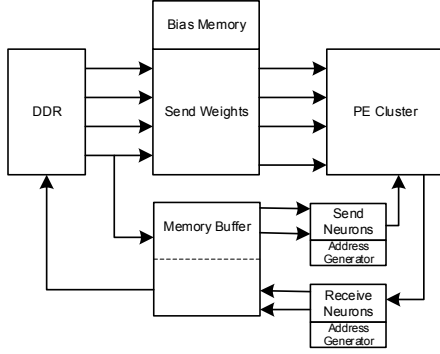 Bias Memory
DDR
Send Weights
PE Cluster
Memory Buffer
Send
Neurons
Address
Generator
Receive
Neurons
Address
Generator